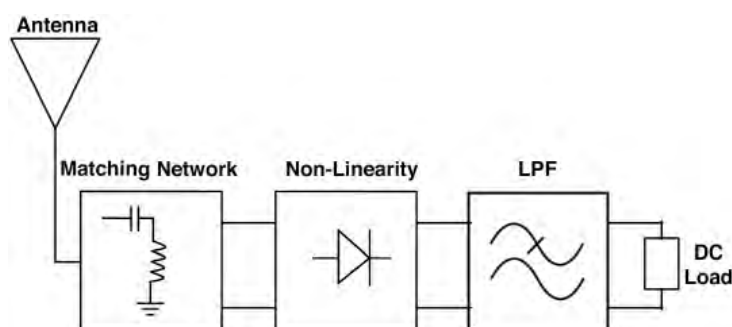 Antenna
Matching Network
Non-Linearity
LPF
DC
Load